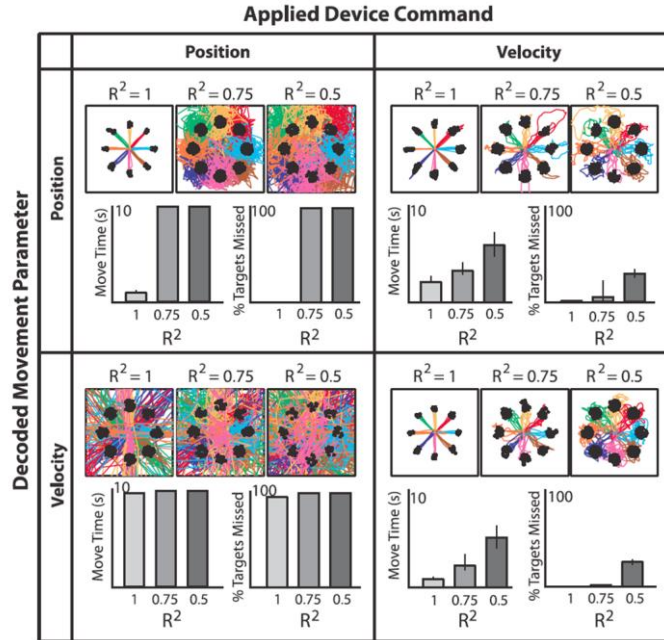 Applied Device Command
Position
Velocity
Decoded Movement Parameter
Position
R² = 1 R² = 0.75 R² = 0.5
Move Time (s)
10
1 0.75 0.5
R²
% Targets Missed
100
1 0.75 0.5
R²
R² = 1 R² = 0.75 R² = 0.5
Move Time (s)
10
1 0.75 0.5
R²
% Targets Missed
100
1 0.75 0.5
R²
Velocity
R² = 1 R² = 0.75 R² = 0.5
Move Time (s)
10
1 0.75 0.5
R²
% Targets Missed
100
1 0.75 0.5
R²
R² = 1 R² = 0.75 R² = 0.5
Move Time (s)
10
1 0.75 0.5
R²
% Targets Missed
100
1 0.75 0.5
R²